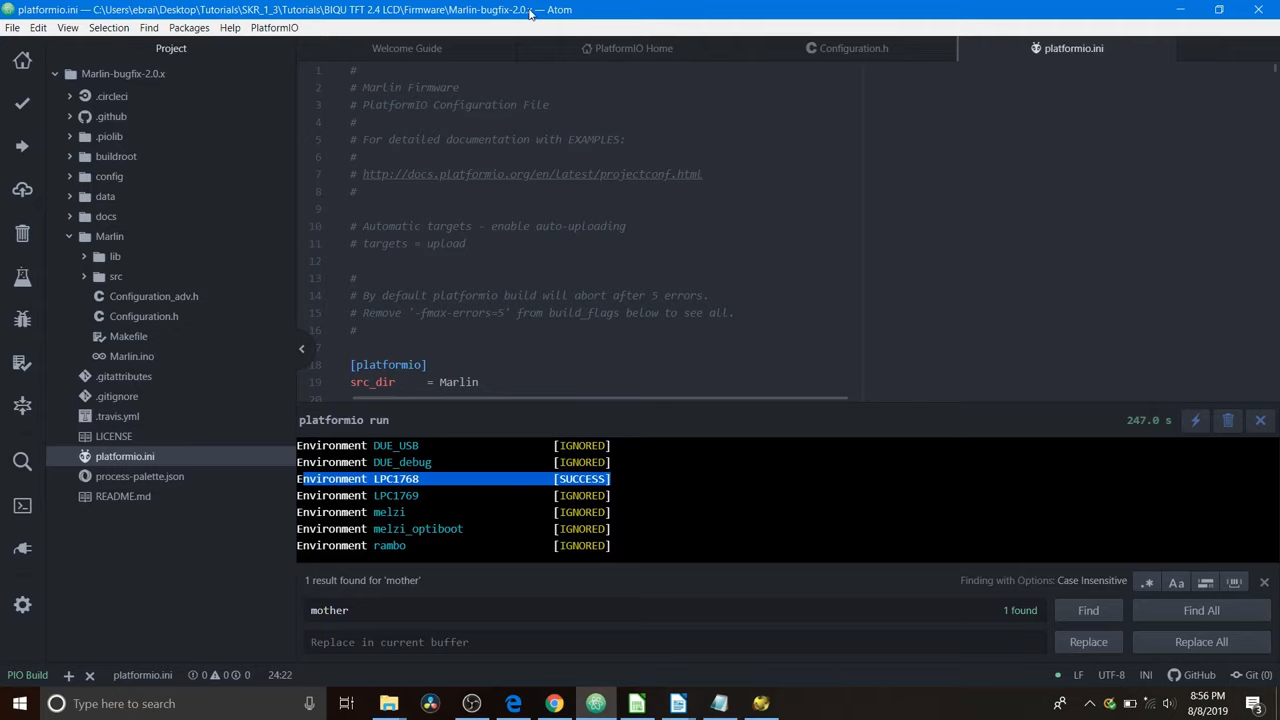 platformio.ini — C:\Users\ebrai\Desktop\Tutorials\SKR_1_3\Tutorials\BIQU TFT 2.4 LCD\Firmware\Marlin-bugfix-2.0.x — Atom
File Edit View Selection Find Packages Help PlatformIO
Project
Welcome Guide PlatformIO Home Configuration.h platformio.ini
Marlin-bugfix-2.0.x
.circleci
.github
.piolib
buildroot
config
data
docs
Marlin
lib
src
Configuration_adv.h
Configuration.h
Makefile
Marlin.ino
.gitattributes
.gitignore
.travis.yml
LICENSE
platformio.ini
process-palette.json
README.md
1 #
2 # Marlin Firmware
3 # PlatformIO Configuration File
4 #
5 # For detailed documentation with EXAMPLES:
6 #
7 # http://docs.platformio.org/en/latest/projectconf.html
8 #
9
10 # Automatic targets - enable auto-uploading
11 # targets = upload
12
13 #
14 # By default platformio build will abort after 5 errors.
15 # Remove '-fmax-errors=5' from build_flags below to see all.
16 #
17
18 [platformio]
19 src_dir = Marlin
20
platformio run 247.0 s
Environment DUE_USB [IGNORED]
Environment DUE_debug [IGNORED]
Environment LPC1768 [SUCCESS]
Environment LPC1769 [IGNORED]
Environment melzi [IGNORED]
Environment melzi_optiboot [IGNORED]
Environment rambo [IGNORED]
1 result found for 'mother' Finding with Options: Case Insensitive .* Aa
mother 1 found Find Find All
Replace in current buffer Replace Replace All
PIO Build platformio.ini 0 0 0 24:22 LF UTF-8 INI GitHub Git (0)
Type here to search 8:56 PM
8/8/2019 3